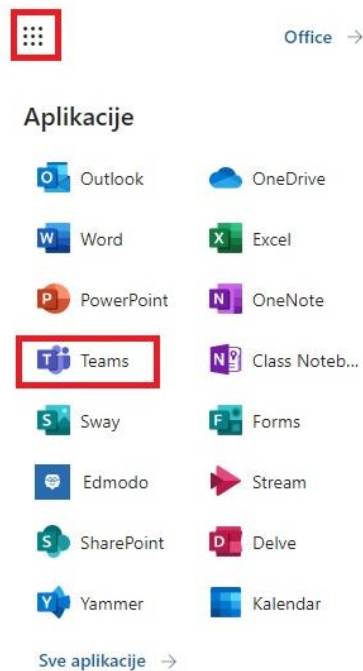 Office →
Aplikacije
Outlook OneDrive
Word Excel
PowerPoint OneNote
Teams Class Noteb...
Sway Forms
Edmodo Stream
SharePoint Delve
Yammer Kalendar
Sve aplikacije →